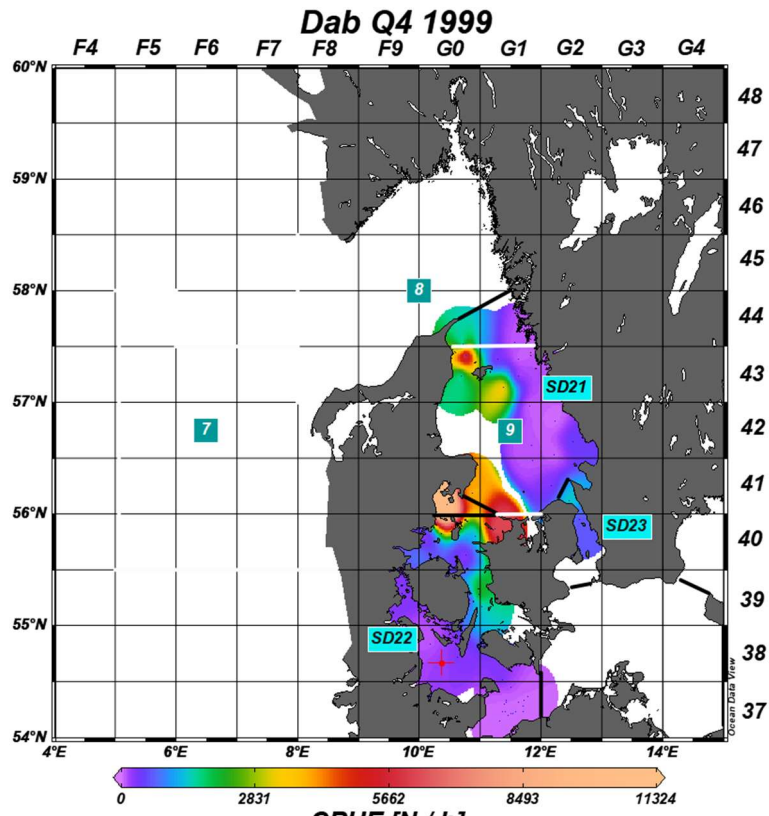 Dab Q4 1999
F4 F5 F6 F7 F8 F9 G0 G1 G2 G3 G4
60°N
48
47
59°N
46
45
58°N
8
44
43
SD21
57°N
7
9
42
41
56°N
SD23
40
39
55°N
SD22
38
37
54°N
Ocean Data View
4°E 6°E 8°E 10°E 12°E 14°E
0 2831 5662 8493 11324
CPUE [N / h]